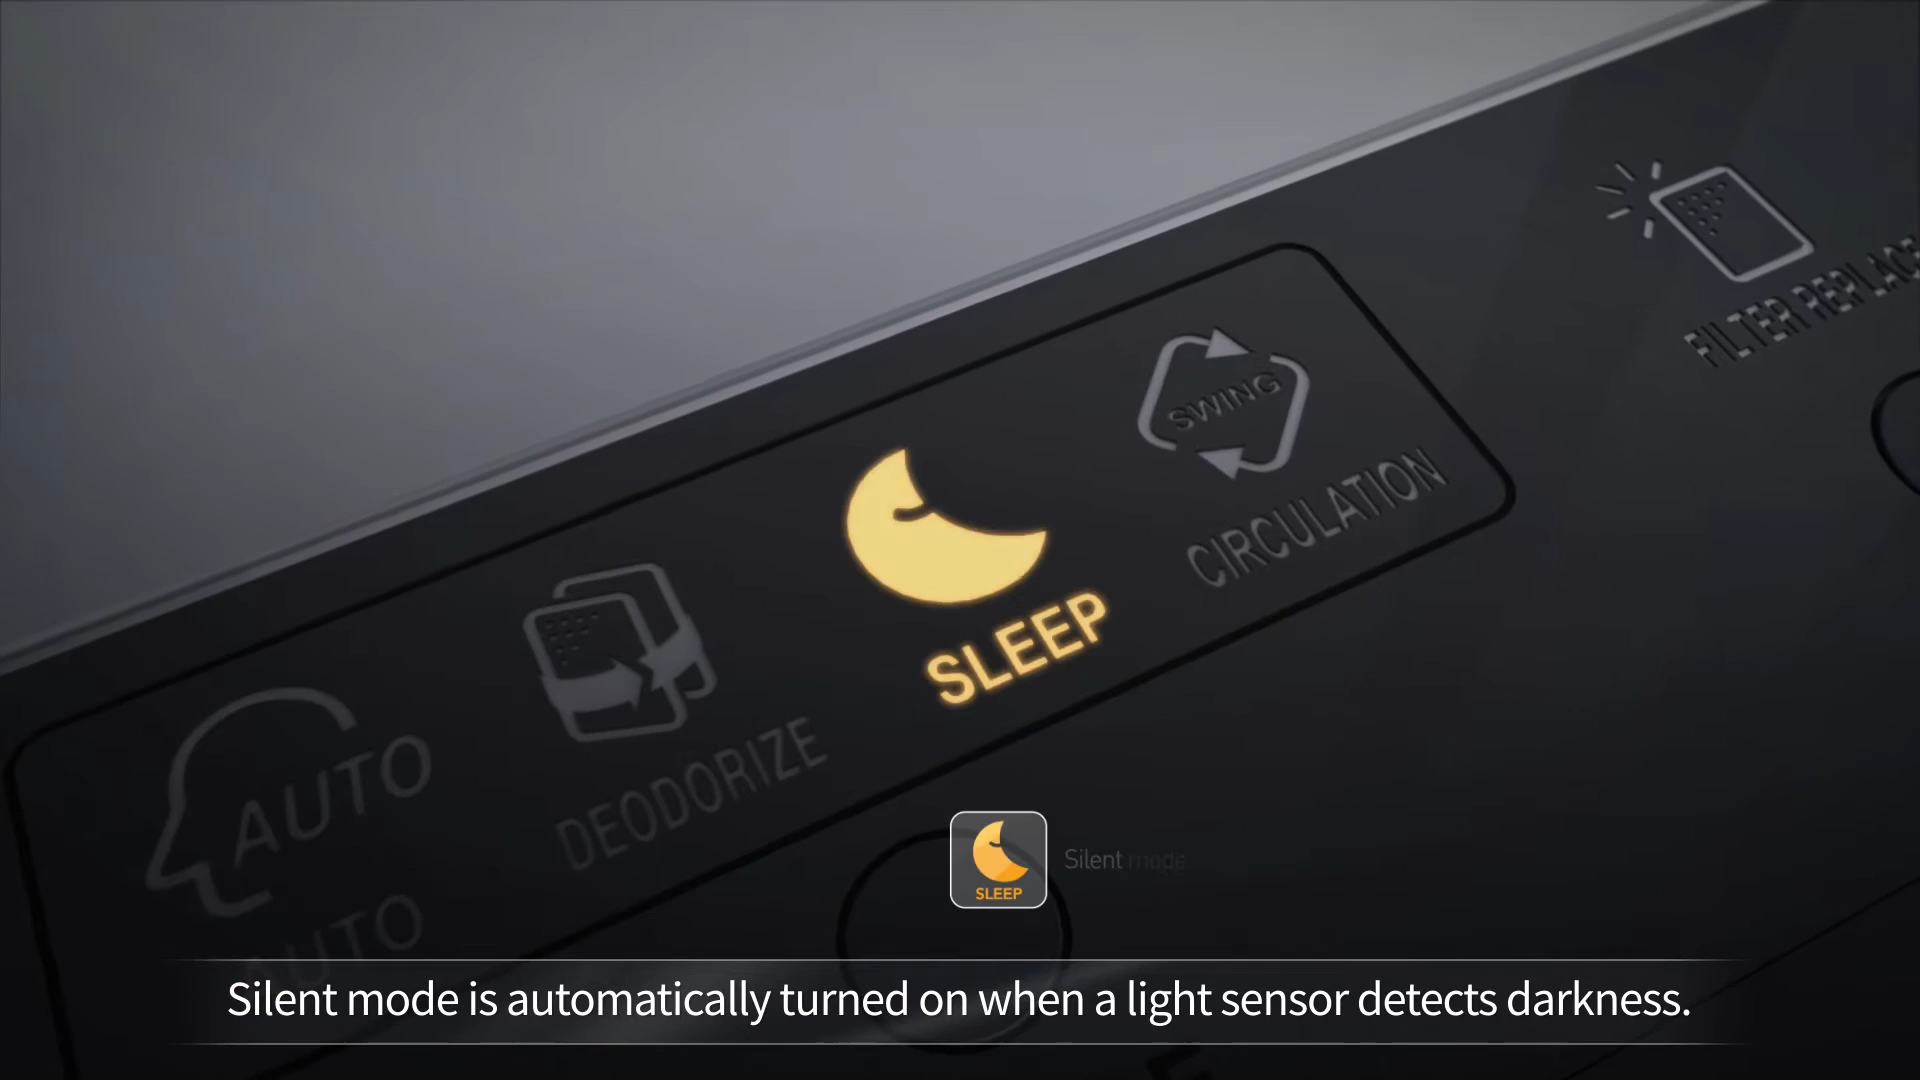 SWING
CIRCULATION
FILTER REPLACE
SLEEP
DEODORIZE
AUTO
AUTO
SLEEP
Silent mode
Silent mode is automatically turned on when a light sensor detects darkness.